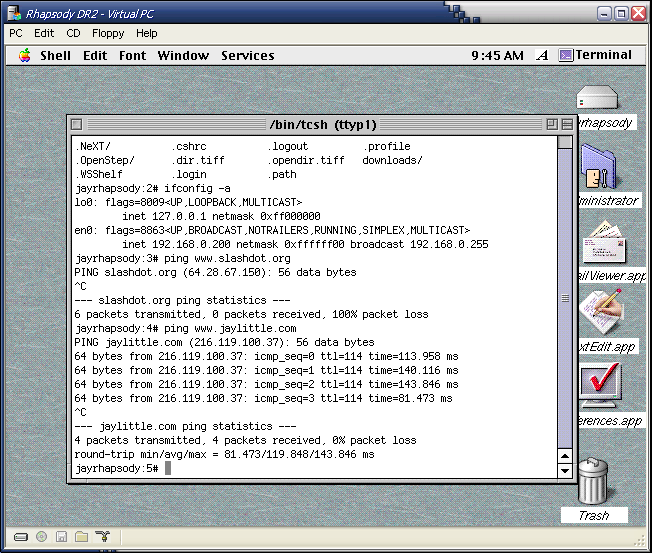 Rhapsody DR2 - Virtual PC
PC Edit CD Floppy Help
Shell Edit Font Window Services 9:45 AM A Terminal
/bin/tcsh (ttyp1)
.NeXT/ .cshrc .logout .profile
.OpenStep/ .dir.tiff .opendir.tiff downloads/
.WSShelf .login .path
jayrhapsody:2# ifconfig -a
lo0: flags=8009<UP,LOOPBACK,MULTICAST>
inet 127.0.0.1 netmask 0xff000000
en0: flags=8863<UP,BROADCAST,NOTRAILERS,RUNNING,SIMPLEX,MULTICAST>
inet 192.168.0.200 netmask 0xffffff00 broadcast 192.168.0.255
jayrhapsody:3# ping www.slashdot.org
PING slashdot.org (64.28.67.150): 56 data bytes
^C
--- slashdot.org ping statistics ---
6 packets transmitted, 0 packets received, 100% packet loss
jayrhapsody:4# ping www.jaylittle.com
PING jaylittle.com (216.119.100.37): 56 data bytes
64 bytes from 216.119.100.37: icmp_seq=0 ttl=114 time=113.958 ms
64 bytes from 216.119.100.37: icmp_seq=1 ttl=114 time=140.116 ms
64 bytes from 216.119.100.37: icmp_seq=2 ttl=114 time=143.846 ms
64 bytes from 216.119.100.37: icmp_seq=3 ttl=114 time=81.473 ms
^C
--- jaylittle.com ping statistics ---
4 packets transmitted, 4 packets received, 0% packet loss
round-trip min/avg/max = 81.473/119.848/143.846 ms
jayrhapsody:5#
yrhapsody
dministrator
ailViewer.app
xtEdit.app
erences.app
Trash